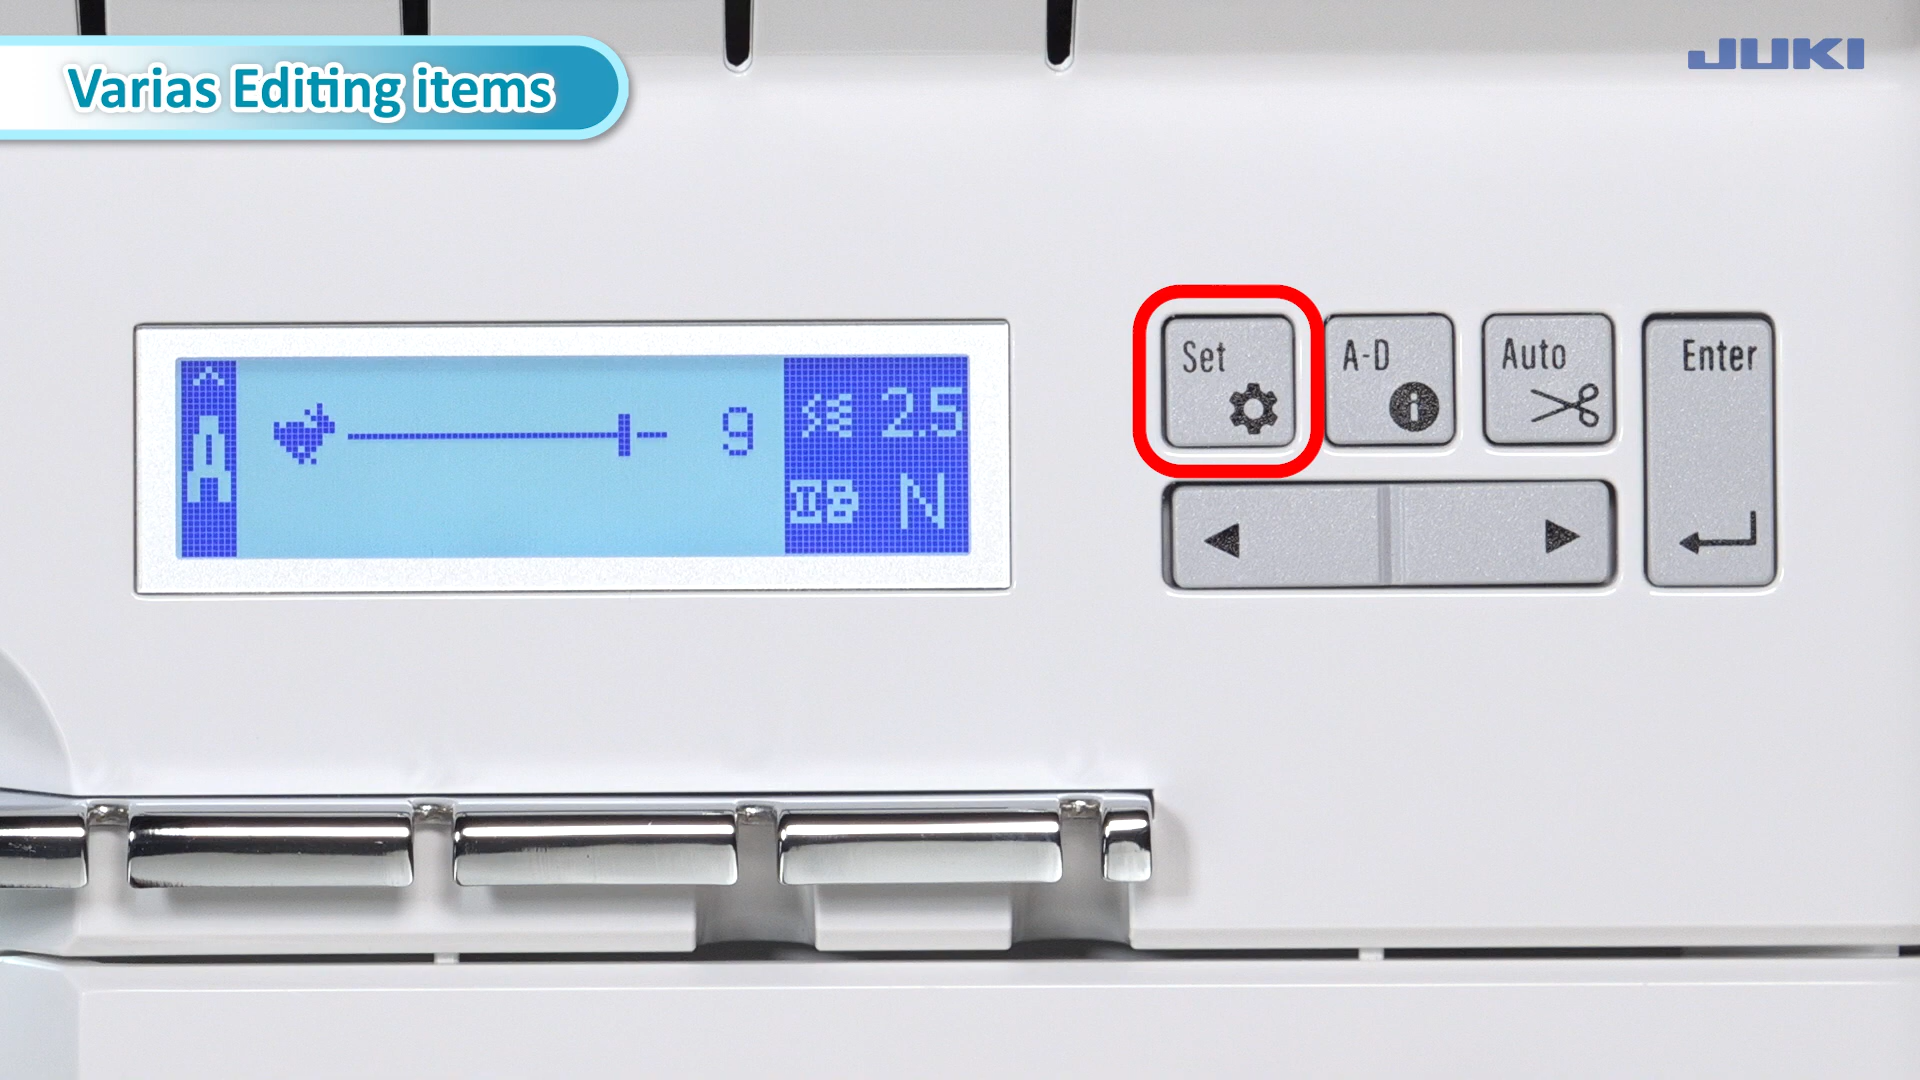 Varias Editing items
JUKI
A
9
2.5
N
Set
A-D
i
Auto
Enter